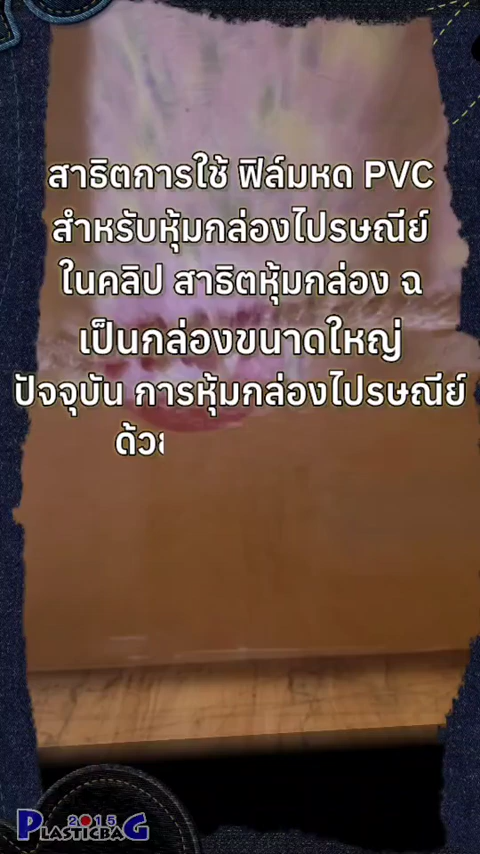 สาธิตการใช้ ฟิล์มหด PVC
สำหรับหุ้มกล่องไปรษณีย์
ในคลิป สาธิตหุ้มกล่อง ฉ
เป็นกล่องขนาดใหญ่
ปัจจุบัน การหุ้มกล่องไปรษณีย์
ด้ว
2015
PLASTICBAG